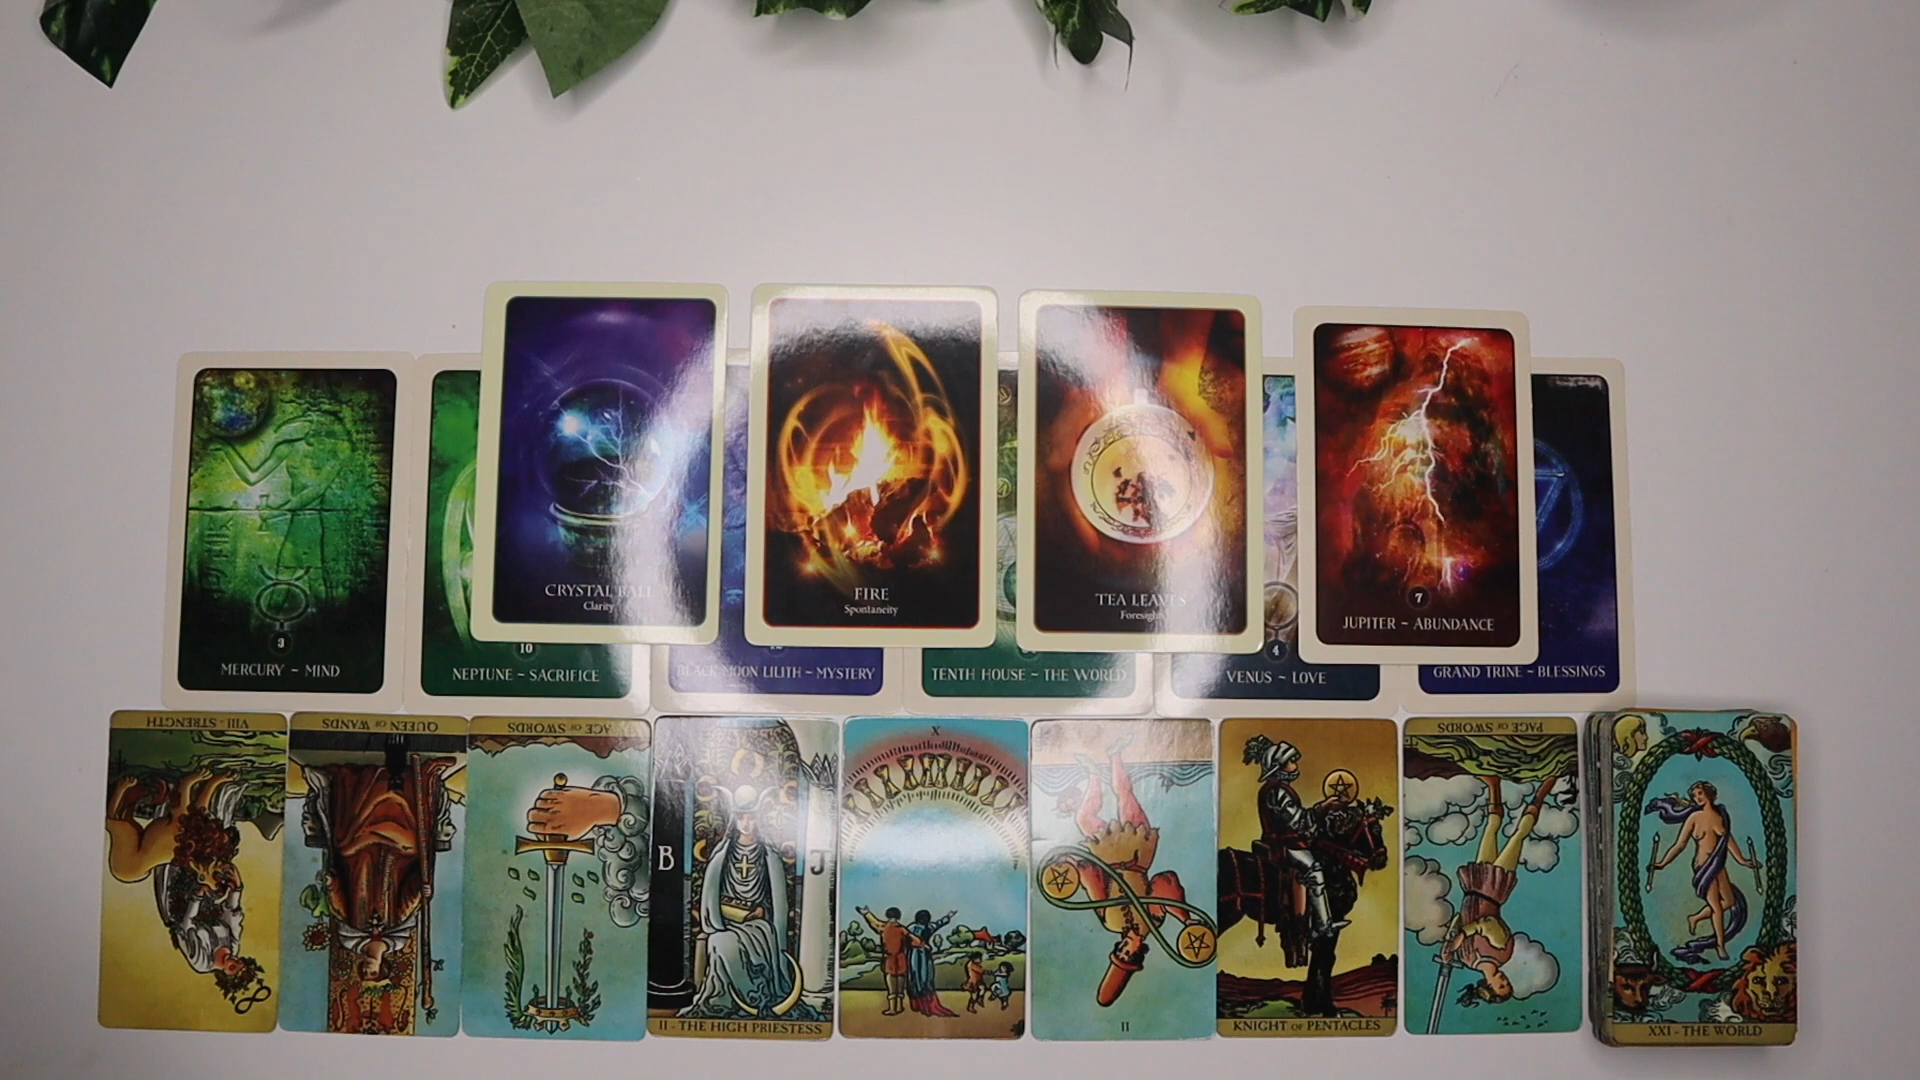 CRYSTAL BALL
Clarity
FIRE
Spontaneity
TEA LEAVES
Foresight
7
JUPITER ~ ABUNDANCE
3
MERCURY ~ MIND
10
NEPTUNE ~ SACRIFICE
BLACK MOON LILITH ~ MYSTERY
TENTH HOUSE ~ THE WORLD
4
VENUS ~ LOVE
GRAND TRINE ~ BLESSINGS
VIII - STRENGTH
QUEEN OF WANDS
ACE OF SWORDS
B
J
II - THE HIGH PRIESTESS
X
II
KNIGHT OF PENTACLES
PAGE OF SWORDS
XXI - THE WORLD